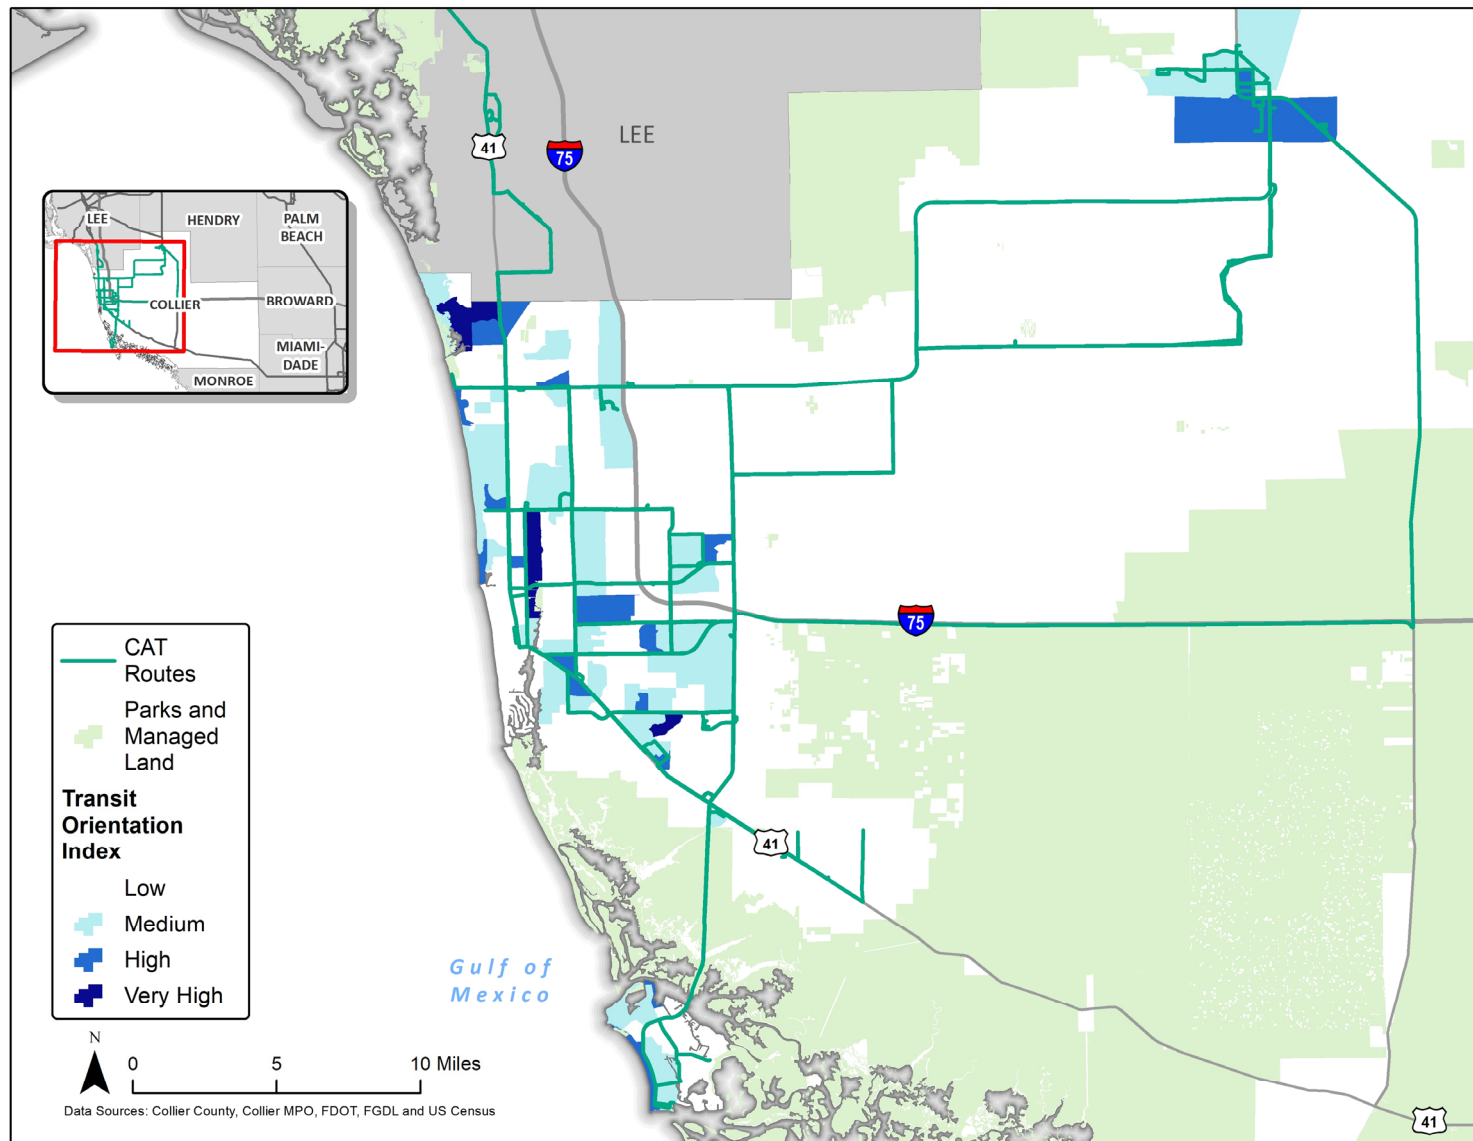 41
75
LEE
LEE
HENDRY
PALM
BEACH
COLLIER
BROWARD
MIAMI-
DADE
MONROE
75
CAT
Routes
Parks and
Managed
Land
Transit
Orientation
Index
Low
Medium
High
Very High
41
Gulf of
Mexico
N
0 5 10 Miles
Data Sources: Collier County, Collier MPO, FDOT, FGDL and US Census
41